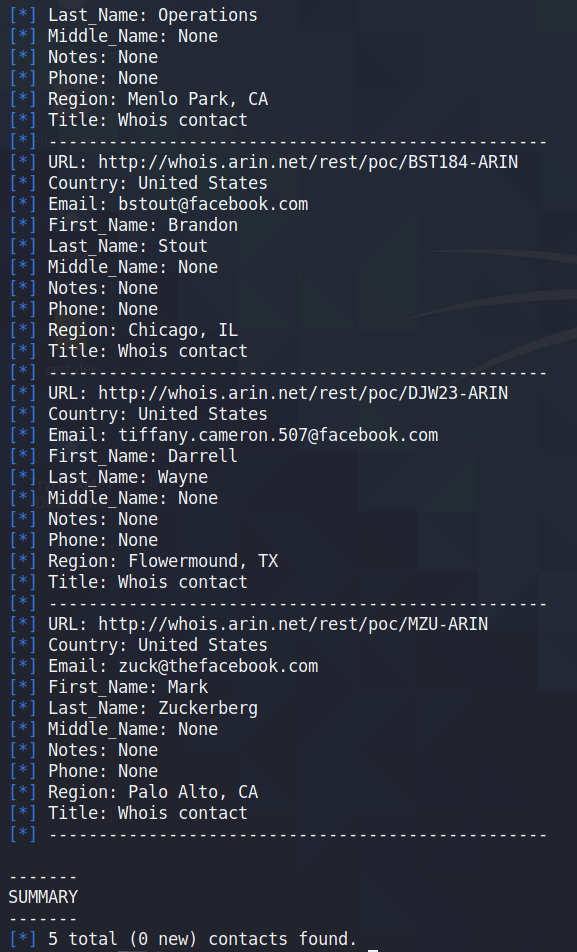 [*] Last_Name: Operations
[*] Middle_Name: None
[*] Notes: None
[*] Phone: None
[*] Region: Menlo Park, CA
[*] Title: Whois contact
[*] --------------------------------------------------
[*] URL: http://whois.arin.net/rest/poc/BST184-ARIN
[*] Country: United States
[*] Email: bstout@facebook.com
[*] First_Name: Brandon
[*] Last_Name: Stout
[*] Middle_Name: None
[*] Notes: None
[*] Phone: None
[*] Region: Chicago, IL
[*] Title: Whois contact
[*] --------------------------------------------------
[*] URL: http://whois.arin.net/rest/poc/DJW23-ARIN
[*] Country: United States
[*] Email: tiffany.cameron.507@facebook.com
[*] First_Name: Darrell
[*] Last_Name: Wayne
[*] Middle_Name: None
[*] Notes: None
[*] Phone: None
[*] Region: Flowermound, TX
[*] Title: Whois contact
[*] --------------------------------------------------
[*] URL: http://whois.arin.net/rest/poc/MZU-ARIN
[*] Country: United States
[*] Email: zuck@thefacebook.com
[*] First_Name: Mark
[*] Last_Name: Zuckerberg
[*] Middle_Name: None
[*] Notes: None
[*] Phone: None
[*] Region: Palo Alto, CA
[*] Title: Whois contact
[*] --------------------------------------------------
-------
SUMMARY
-------
[*] 5 total (0 new) contacts found.